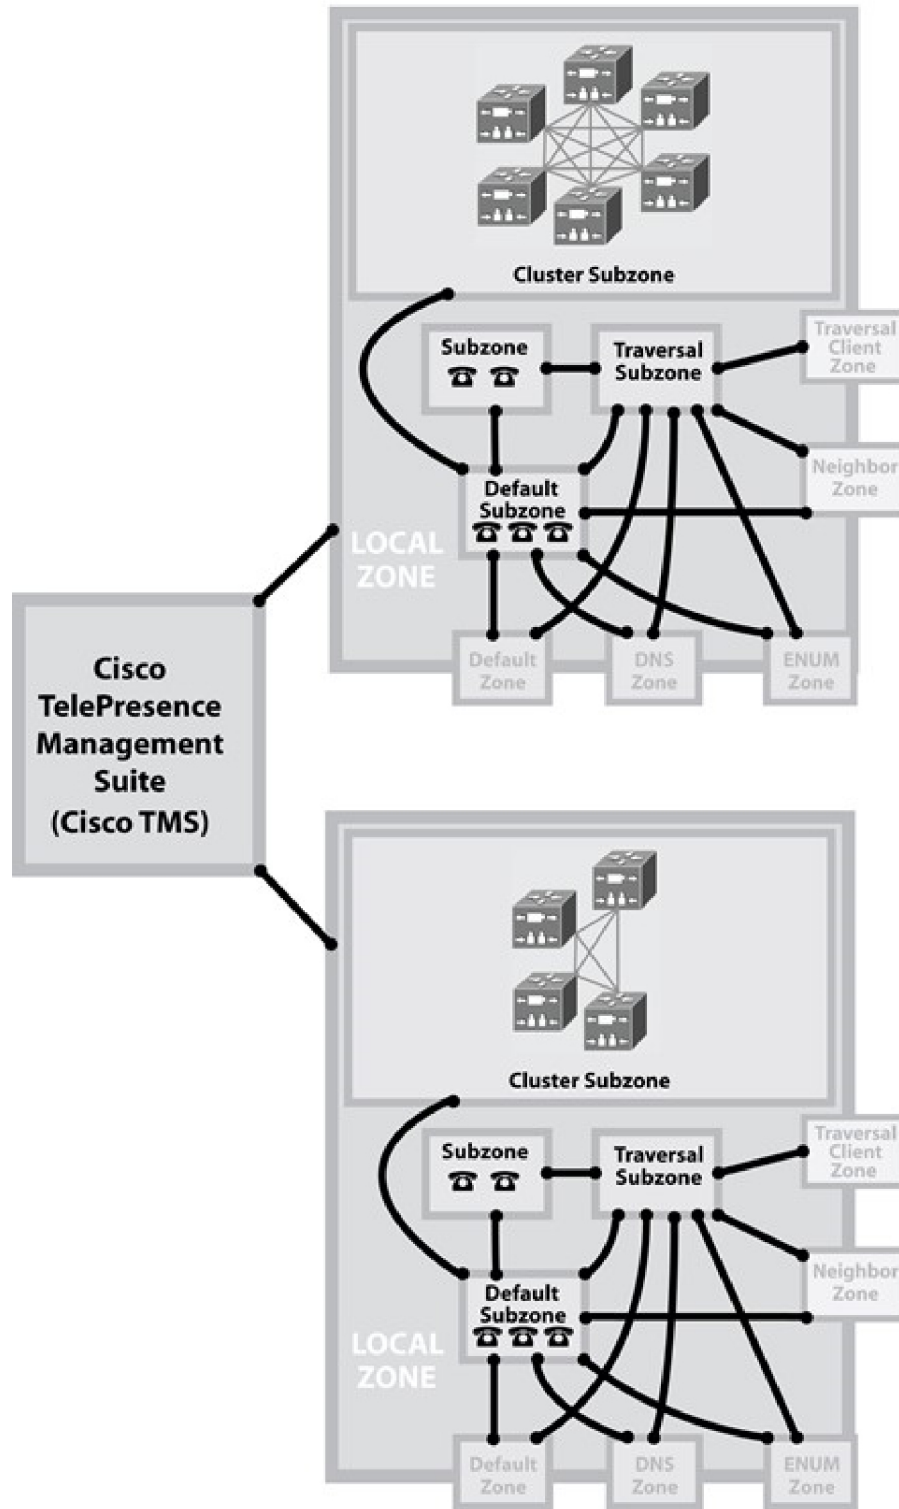 Cluster Subzone
Subzone
Traversal
Subzone
Traversal
Client
Zone
Neighbor
Zone
Default
Subzone
LOCAL
ZONE
Default
Zone
DNS
Zone
ENUM
Zone
Cisco
TelePresence
Management
Suite
(Cisco TMS)
Cluster Subzone
Subzone
Traversal
Subzone
Traversal
Client
Zone
Neighbor
Zone
Default
Subzone
LOCAL
ZONE
Default
Zone
DNS
Zone
ENUM
Zone